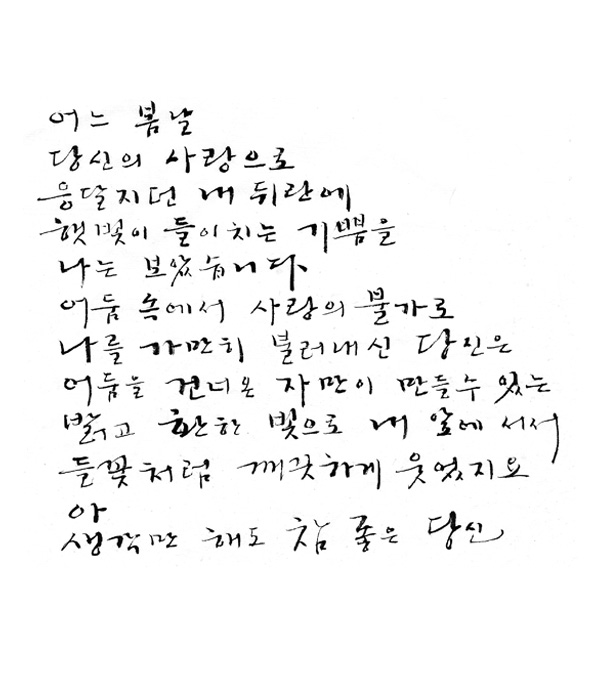 어느 봄날
당신의 사랑으로
응달지던 내 뒤란에
햇빛이 들이치는 기쁨을
나는 보았습니다.
어둠 속에서 사랑의 불가로
나를 가만히 불러내신 당신은
어둠을 건너온 자만이 만들수 있는
밝고 환한 빛으로 내 앞에 서서
들꽃처럼 깨끗하게 웃었지요
아
생각만 해도 참 좋은 당신